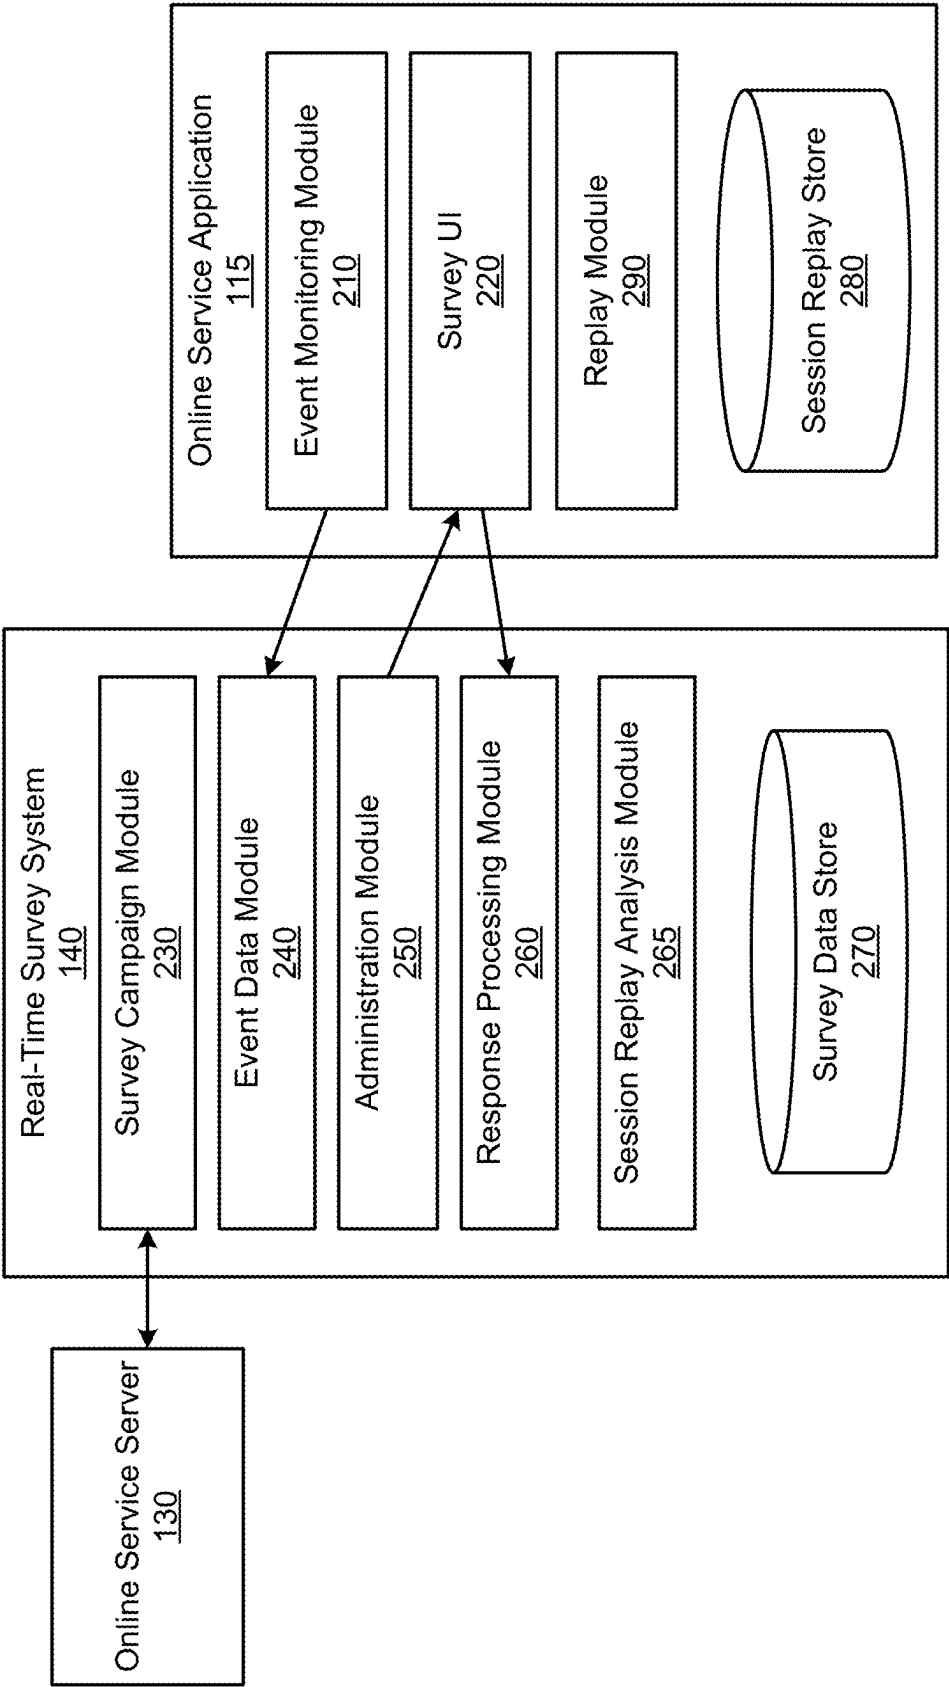 Online Service Server
130
Real-Time Survey System
140
Survey Campaign Module
230
Event Data Module
240
Administration Module
250
Response Processing Module
260
Session Replay Analysis Module
265
Survey Data Store
270
Online Service Application
115
Event Monitoring Module
210
Survey UI
220
Replay Module
290
Session Replay Store
280